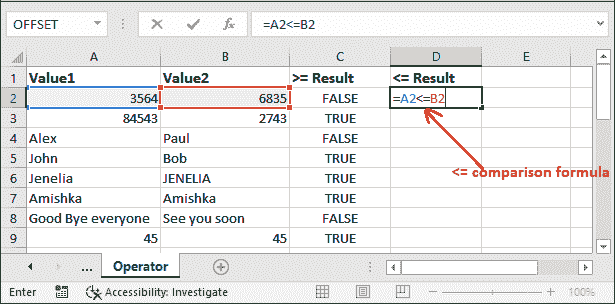 OFFSET =A2<=B2
A B C D E
1 Value1 Value2 >= Result <= Result
2 3564 6835 FALSE =A2<=B2
3 84543 2743 TRUE
4 Alex Paul FALSE
5 John Bob TRUE
6 Jenelia JENELIA TRUE
<= comparison formula
7 Amishka Amishka TRUE
8 Good Bye everyone See you soon FALSE
9 45 45 TRUE
... Operator
Enter Accessibility: Investigate 100%